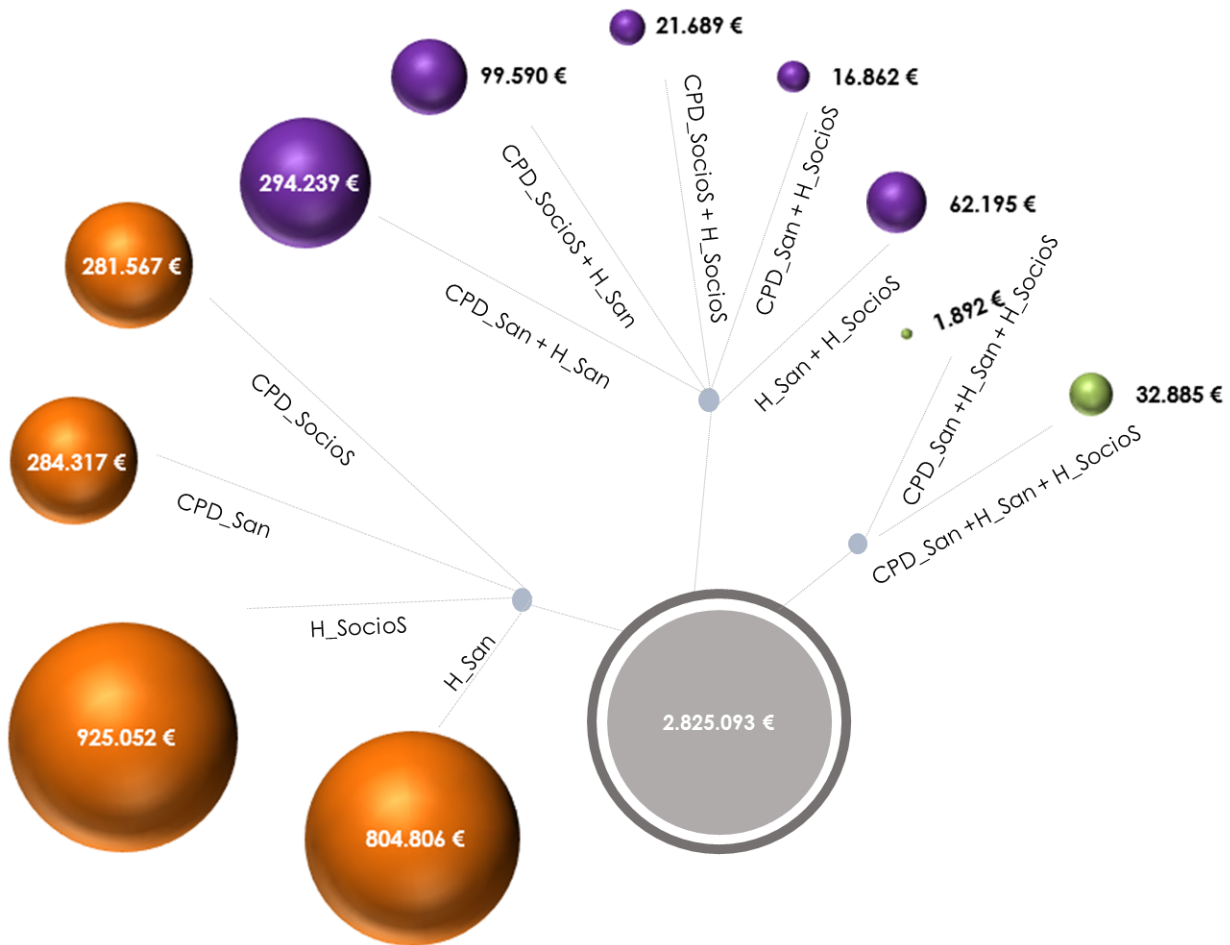 21.689 €
99.590 €
16.862 €
294.239 €
62.195 €
281.567 €
1.892 €
32.885 €
284.317 €
925.052 €
804.806 €
2.825.093 €
CPD_SocioS + H_San
CPD_SocioS + H_SocioS
CPD_San + H_SocioS
CPD_San + H_San
H_San + H_SocioS
CPD_San +H_San + H_SocioS
CPD_San +H_San + H_SocioS
CPD_SocioS
CPD_San
H_SocioS
H_San